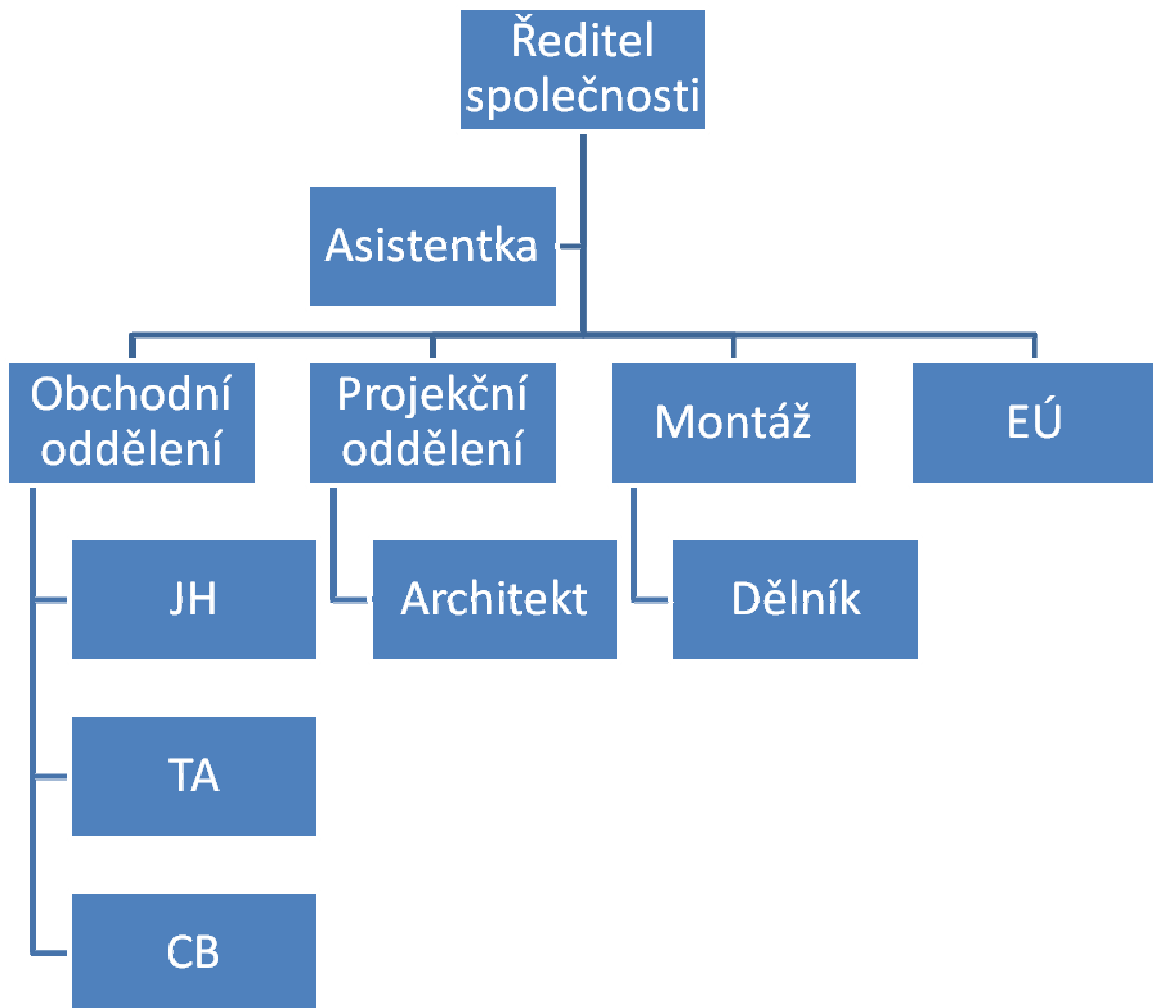 Ředitel
společnosti
Asistentka
Obchodní
oddělení
Projekční
oddělení
Montáž
EÚ
JH
Architekt
Dělník
TA
CB